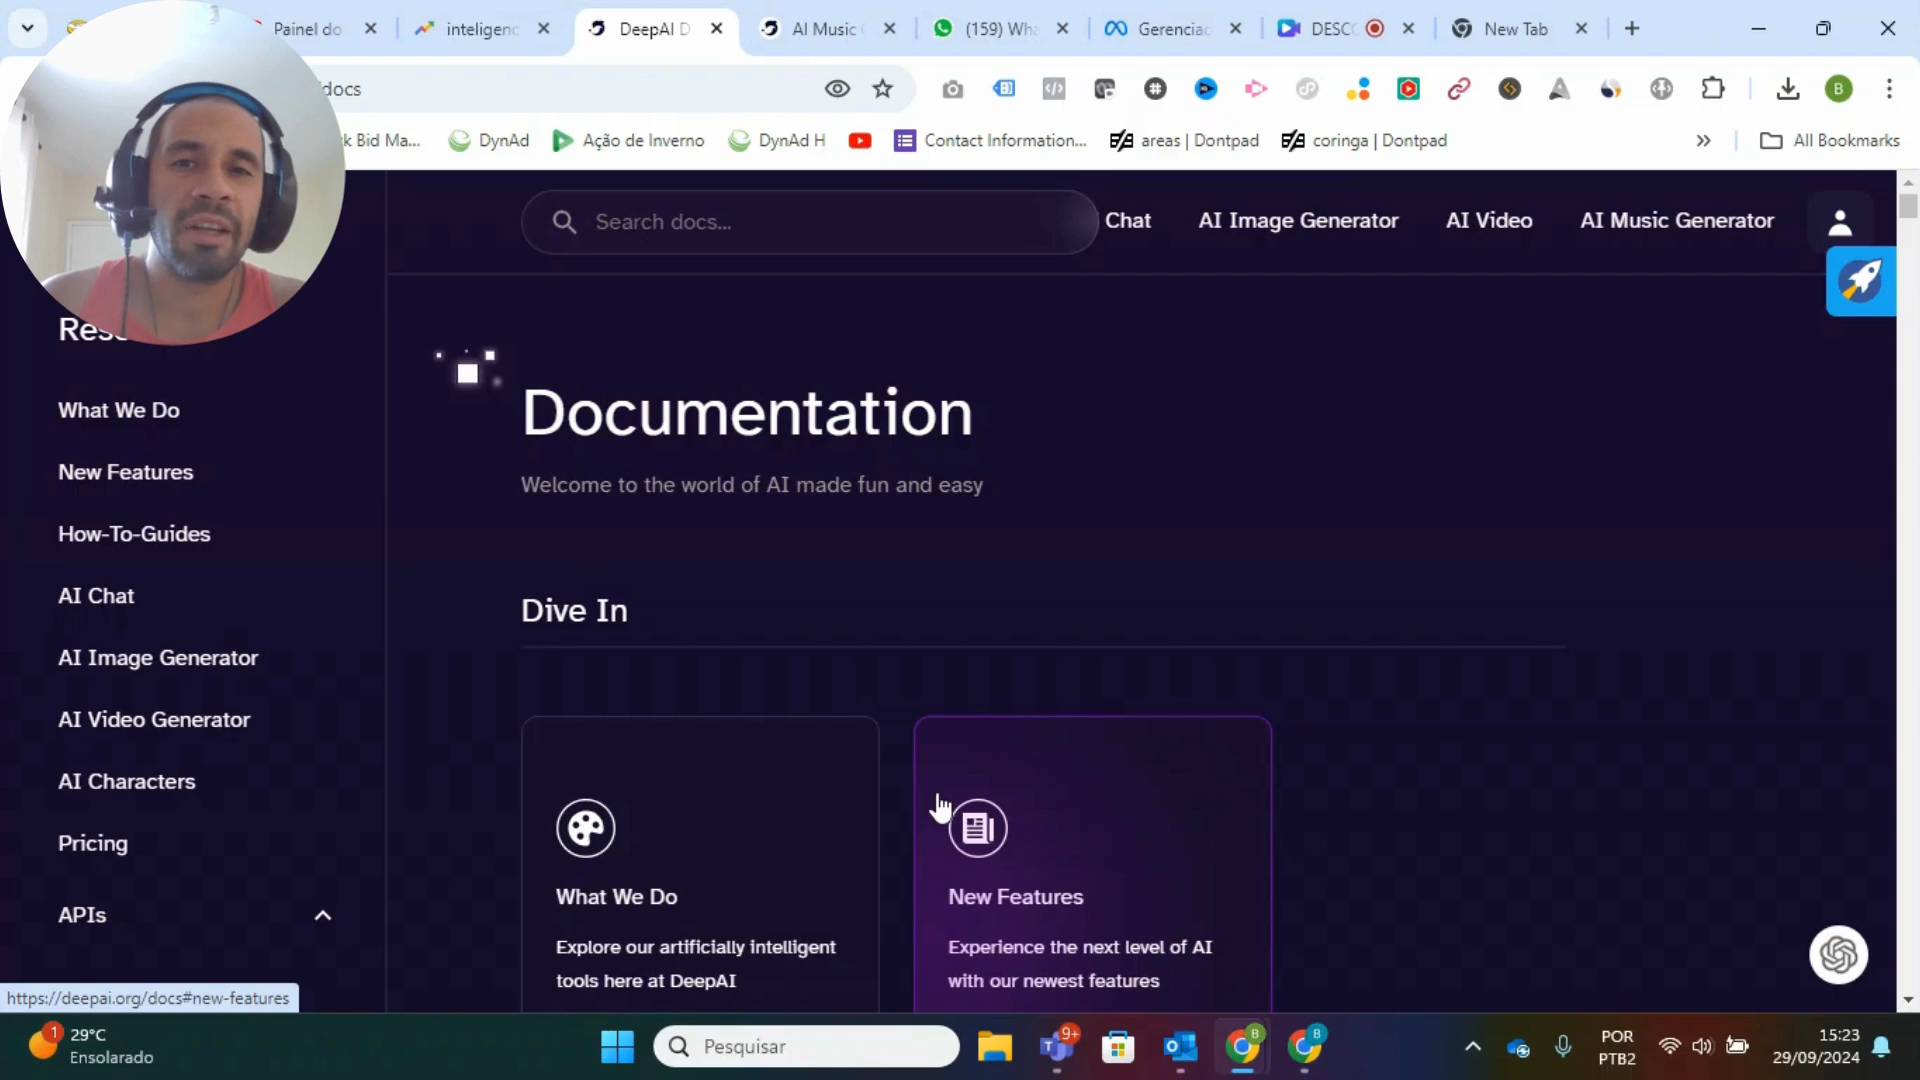 Painel do
inteligenc
DeepAI D
AI Music
(159) Wha
Gerenciac
DESC
New Tab
docs
B
k Bid Ma...
DynAd
Ação de Inverno
DynAd H
Contact Information...
areas | Dontpad
coringa | Dontpad
All Bookmarks
Search docs...
Chat
AI Image Generator
AI Video
AI Music Generator
What We Do
New Features
How-To-Guides
AI Chat
AI Image Generator
AI Video Generator
AI Characters
Pricing
APIs
Documentation
Welcome to the world of AI made fun and easy
Dive In
What We Do
Explore our artificially intelligent
tools here at DeepAI
New Features
Experience the next level of AI
with our newest features
https://deepai.org/docs#new-features
1
29°C
Ensolarado
Pesquisar
9+
B
B
POR
PTB2
15:23
29/09/2024